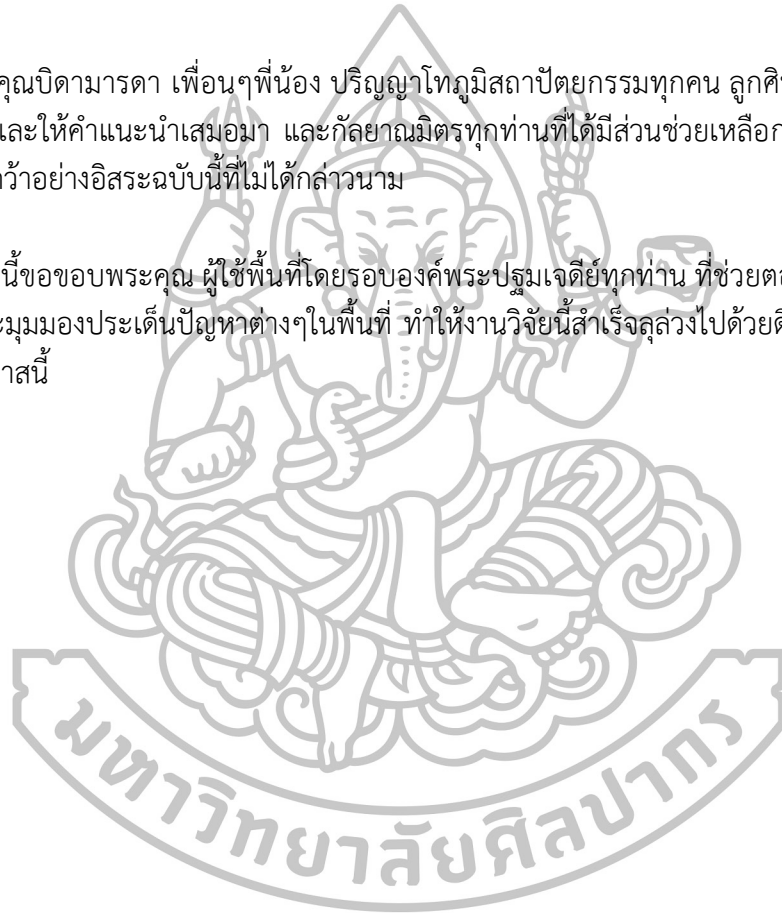 คุณบิดามารดา เพื่อนๆพี่น้อง ปริญญาโทภูมิสถาปัตยกรรมทุกคน ลูกศิ
และให้คำแนะนำเสมอมา และกัลยาณมิตรทุกท่านที่ได้มีส่วนช่วยเหลือ
ว้าอย่างอิสระฉบับนี้ที่ไม่ได้กล่าวนาม
นี้ขอขอบพระคุณ ผู้ใช้พื้นที่โดยรอบองค์พระปฐมเจดีย์ทุกท่าน ที่ช่วยต
ะมุมมองประเด็นปัญหาต่างๆในพื้นที่ ทำให้งานวิจัยนี้สำเร็จลุล่วงไปด้วยดี
าสนี้
มหาวิทยาลัยศิลปากร